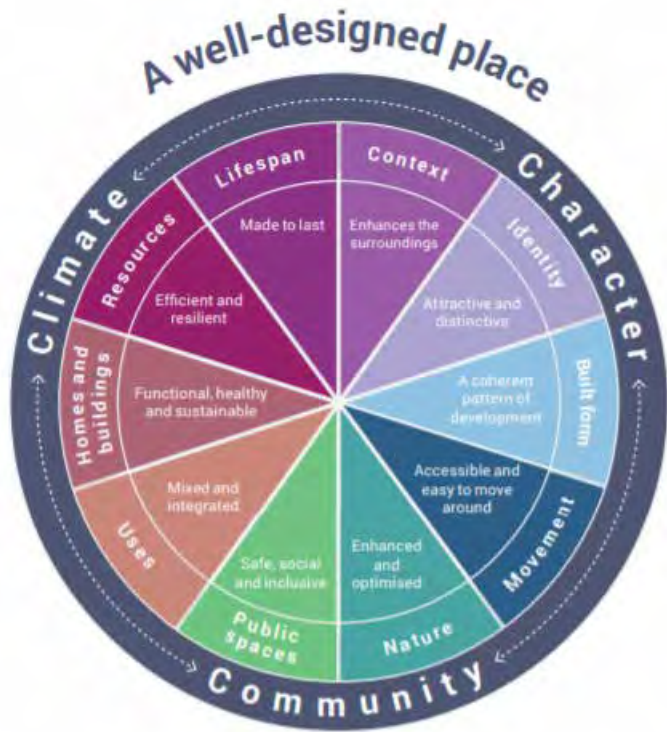 A well-designed place
Climate
Character
Community
Context
Enhances the
surroundings
Identity
Attractive and
distinctive
Built form
A coherent
pattern of
development
Movement
Accessible and
easy to move
around
Nature
Enhanced
and
optimised
Public
spaces
Safe, social
and inclusive
Uses
Mixed and
integrated
Homes and
buildings
Functional, healthy
and sustainable
Resources
Efficient and
resilient
Lifespan
Made to last